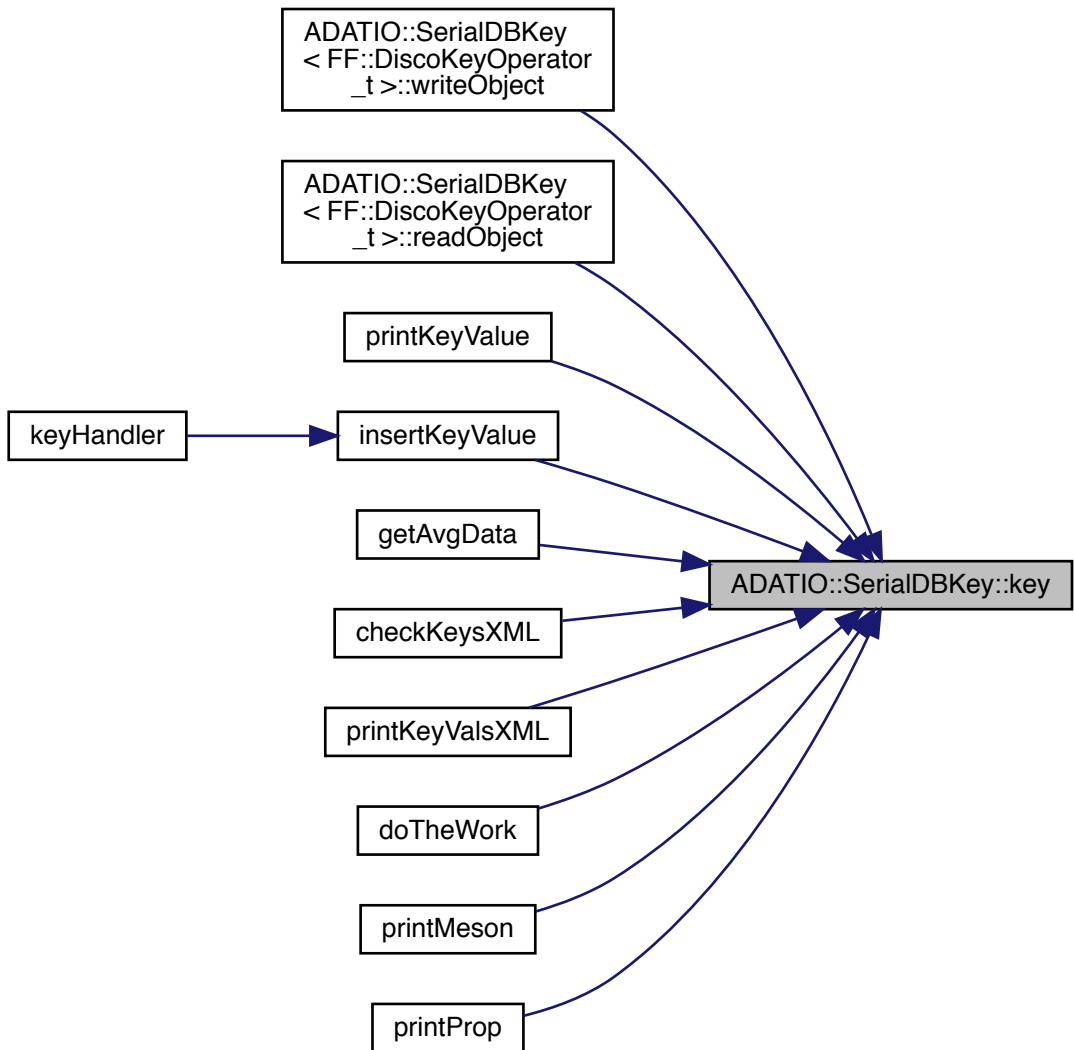 ADATIO::SerialDBKey
< FF::DiscoKeyOperator
_t >::writeObject
ADATIO::SerialDBKey
< FF::DiscoKeyOperator
_t >::readObject
printKeyValue
keyHandler
insertKeyValue
getAvgData
ADATIO::SerialDBKey::key
checkKeysXML
printKeyValsXML
doTheWork
printMeson
printProp